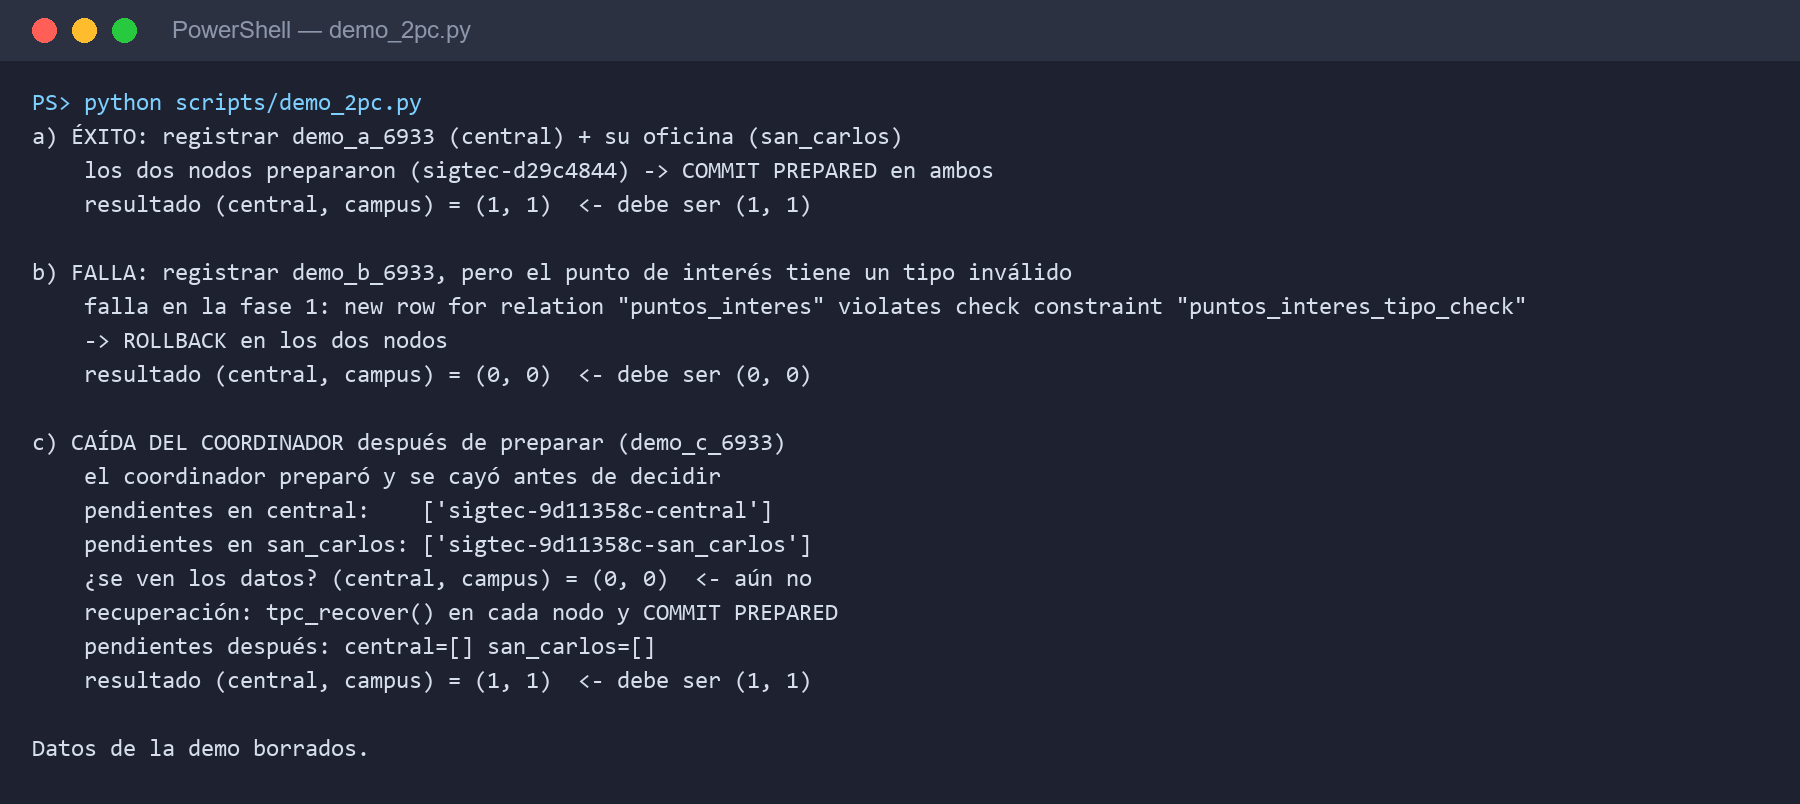 PowerShell — demo_2pc.py
PS> python scripts/demo_2pc.py
a) ÉXITO: registrar demo_a_6933 (central) + su oficina (san_carlos)
los dos nodos prepararon (sigtec-d29c4844) -> COMMIT PREPARED en ambos
resultado (central, campus) = (1, 1)  <- debe ser (1, 1)
b) FALLA: registrar demo_b_6933, pero el punto de interés tiene un tipo inválido
falla en la fase 1: new row for relation "puntos_interes" violates check constraint "puntos_interes_tipo_check"
-> ROLLBACK en los dos nodos
resultado (central, campus) = (0, 0)  <- debe ser (0, 0)
c) CAÍDA DEL COORDINADOR después de preparar (demo_c_6933)
el coordinador preparó y se cayó antes de decidir
pendientes en central:    ['sigtec-9d11358c-central']
pendientes en san_carlos: ['sigtec-9d11358c-san_carlos']
¿se ven los datos? (central, campus) = (0, 0)  <- aún no
recuperación: tpc_recover() en cada nodo y COMMIT PREPARED
pendientes después: central=[] san_carlos=[]
resultado (central, campus) = (1, 1)  <- debe ser (1, 1)
Datos de la demo borrados.